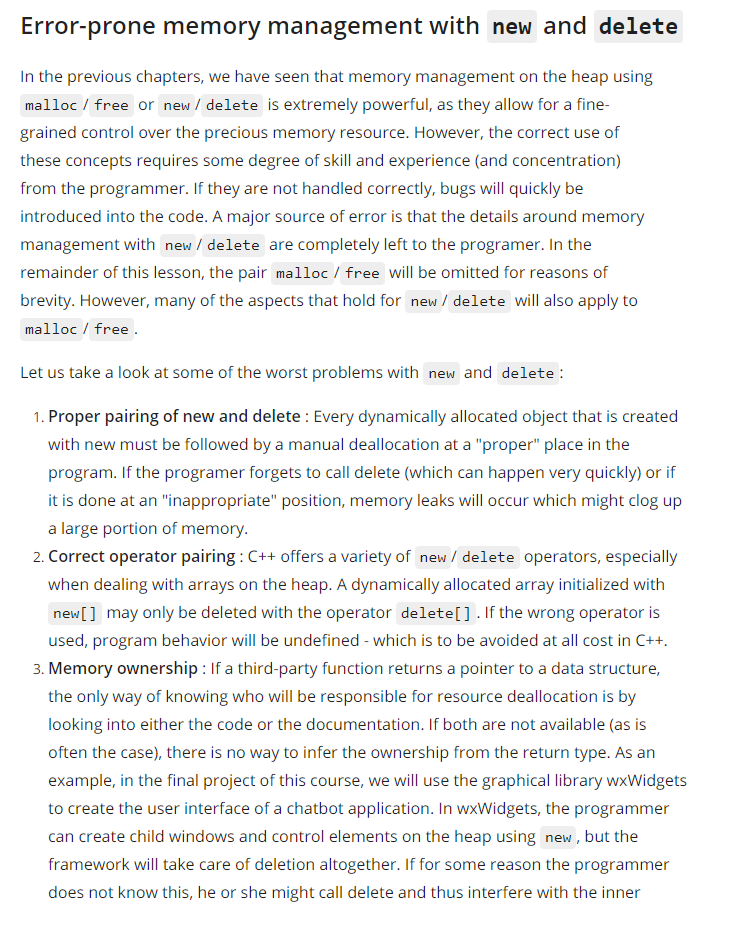 Error-prone memory management with new and delete
In the previous chapters, we have seen that memory management on the heap using
malloc / free or new / delete is extremely powerful, as they allow for a fine-
grained control over the precious memory resource. However, the correct use of
these concepts requires some degree of skill and experience (and concentration)
from the programmer. If they are not handled correctly, bugs will quickly be
introduced into the code. A major source of error is that the details around memory
management with new / delete are completely left to the programer. In the
remainder of this lesson, the pair malloc / free will be omitted for reasons of
brevity. However, many of the aspects that hold for new / delete will also apply to
malloc / free .
Let us take a look at some of the worst problems with new and delete :
1. Proper pairing of new and delete : Every dynamically allocated object that is created
with new must be followed by a manual deallocation at a "proper" place in the
program. If the programer forgets to call delete (which can happen very quickly) or if
it is done at an "inappropriate" position, memory leaks will occur which might clog up
a large portion of memory.
2. Correct operator pairing : C++ offers a variety of new / delete operators, especially
when dealing with arrays on the heap. A dynamically allocated array initialized with
new[] may only be deleted with the operator delete[] . If the wrong operator is
used, program behavior will be undefined - which is to be avoided at all cost in C++.
3. Memory ownership : If a third-party function returns a pointer to a data structure,
the only way of knowing who will be responsible for resource deallocation is by
looking into either the code or the documentation. If both are not available (as is
often the case), there is no way to infer the ownership from the return type. As an
example, in the final project of this course, we will use the graphical library wxWidgets
to create the user interface of a chatbot application. In wxWidgets, the programmer
can create child windows and control elements on the heap using new , but the
framework will take care of deletion altogether. If for some reason the programmer
does not know this, he or she might call delete and thus interfere with the inner